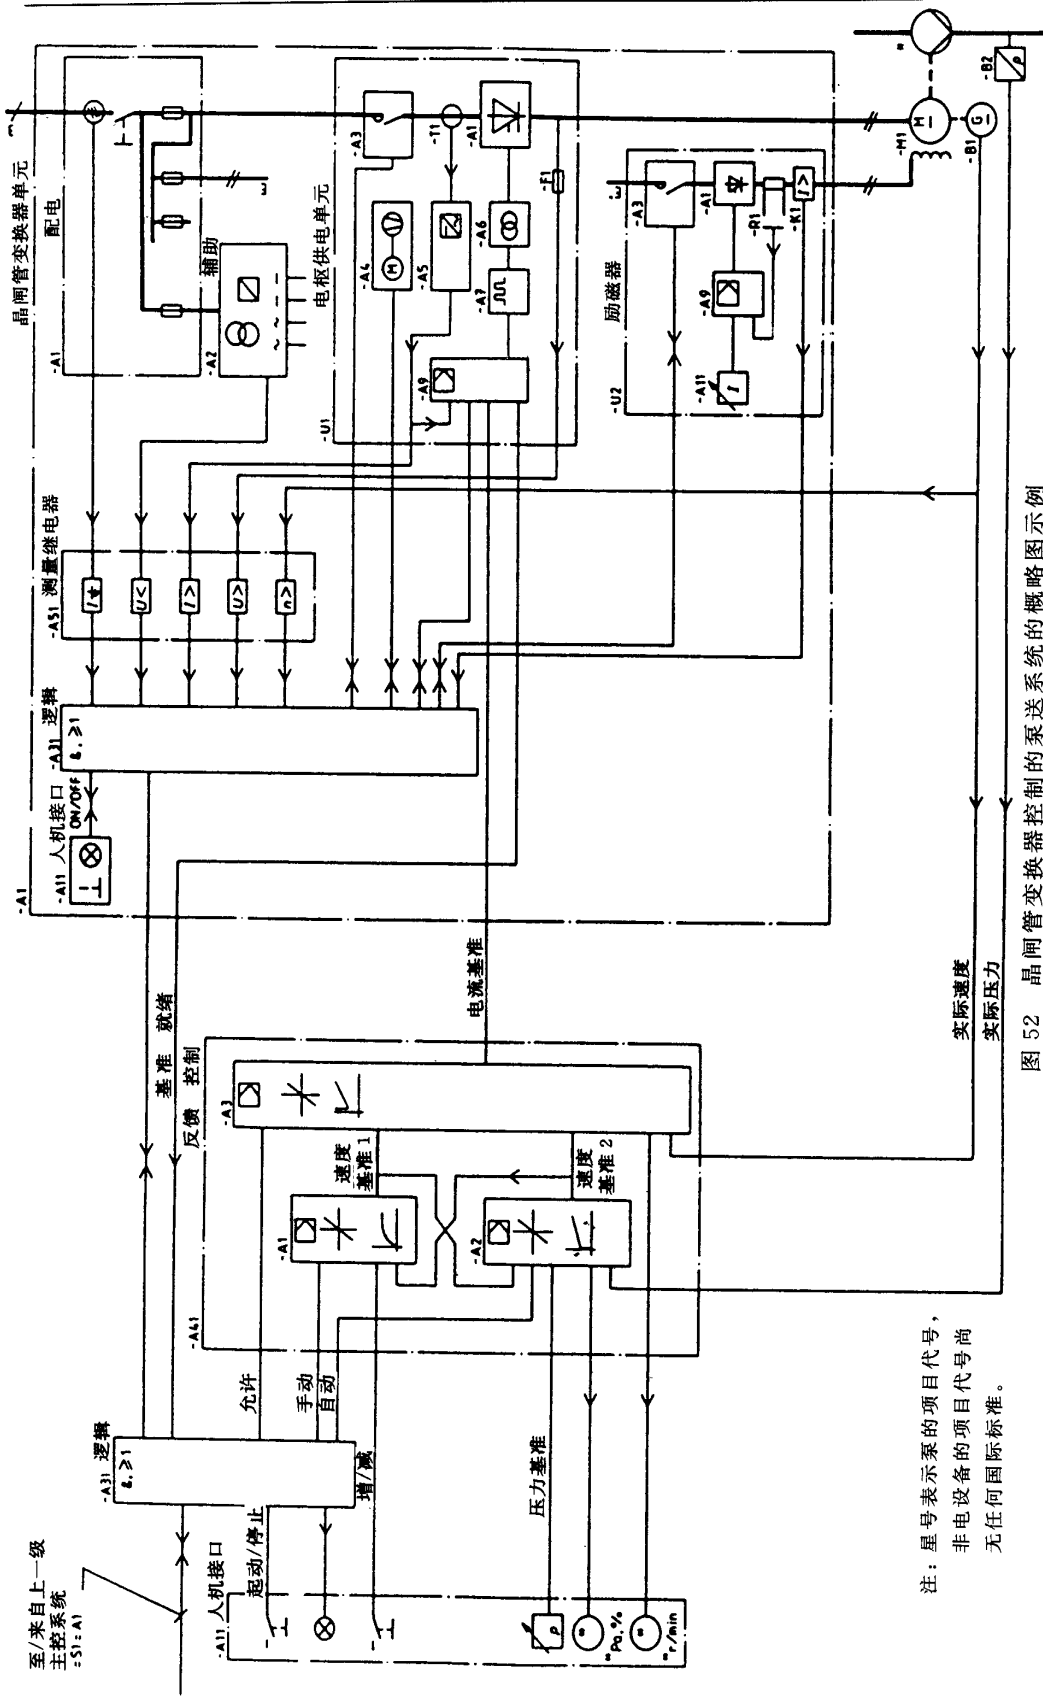 至/来自上一级
主控系统
=S1=A1
-A31 逻辑
&.≥1
-A11 人机接口
起动/停止
增/减
压力基准
"Pa,%
"r/min
P
允许
手动
自动
-A41
反馈 控制
-A1
-A2
-A3
速度
基准1
速度
基准2
基准 就绪
电流基准
实际速度
实际压力
-A1
-A11 人机接口
ON/OFF
-A31 逻辑
&.≥1
-A51 测量继电器
U<
I>
U>
n>
晶闸管变换器单元
-A1
配电
辅助
-A2
3
-U1
电枢供电单元
-A3
-T1
-A1
-A4
M
-A5
-A6
-A7
-A9
-F1
-U2
励磁器
3
-A3
-A1
-R1
-K1
I>
-A9
-A11
I
-M1
M
-B1
G
-B2
P
*
注：星号表示泵的项目代号，
非电设备的项目代号尚
无任何国际标准。
图 52 晶闸管变换器控制的泵送系统的概略图示例